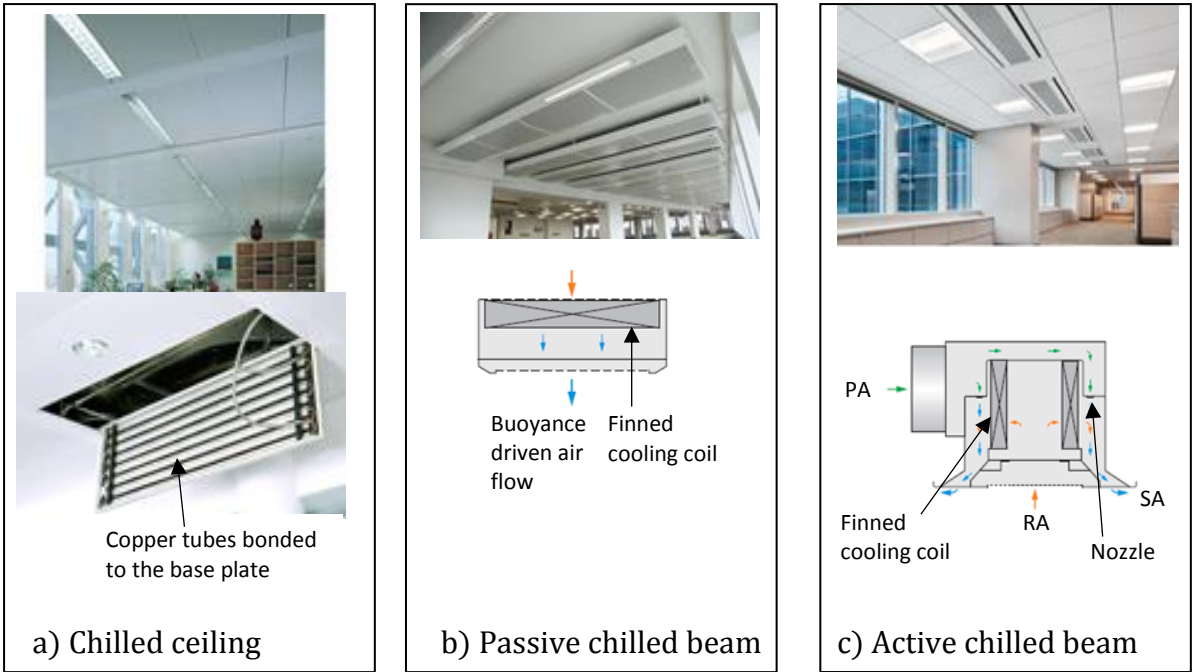 Copper tubes bonded
to the base plate
a) Chilled ceiling
Buoyance
driven air
flow
Finned
cooling coil
b) Passive chilled beam
PA
SA
RA
Finned
cooling coil
Nozzle
c) Active chilled beam